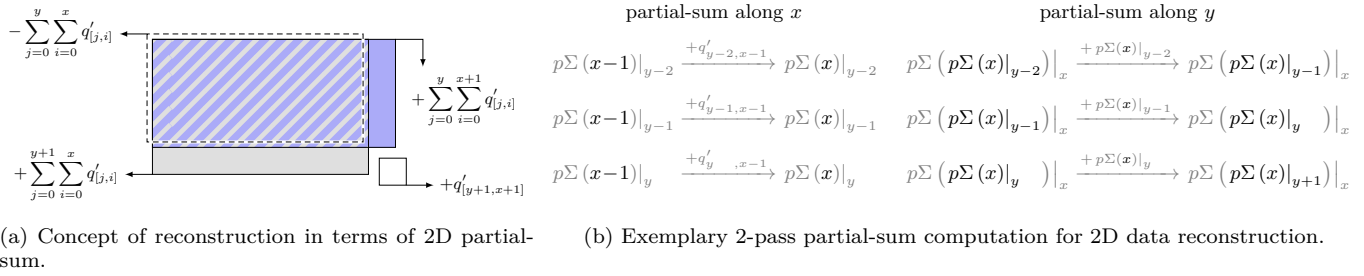 −∑_{j=0}^{y} ∑_{i=0}^{x} q′_{[j,i]}
+∑_{j=0}^{y} ∑_{i=0}^{x+1} q′_{[j,i]}
+∑_{j=0}^{y+1} ∑_{i=0}^{x} q′_{[j,i]}
+q′_{[y+1,x+1]}
(a) Concept of reconstruction in terms of 2D partial-
sum.
partial-sum along x
pΣ (x−1)|_{y−2} —+q′_{y−2,x−1}→ pΣ (x)|_{y−2}
pΣ (x−1)|_{y−1} —+q′_{y−1,x−1}→ pΣ (x)|_{y−1}
pΣ (x−1)|_{y} —+q′_{y ,x−1}→ pΣ (x)|_{y}
partial-sum along y
pΣ ( pΣ (x)|_{y−2})|_{x} —+ pΣ(x)|_{y−2}→ pΣ ( pΣ (x)|_{y−1})|_{x}
pΣ ( pΣ (x)|_{y−1})|_{x} —+ pΣ(x)|_{y−1}→ pΣ ( pΣ (x)|_{y} )|_{x}
pΣ ( pΣ (x)|_{y} )|_{x} —+ pΣ(x)|_{y}→ pΣ ( pΣ (x)|_{y+1})|_{x}
(b) Exemplary 2-pass partial-sum computation for 2D data reconstruction.